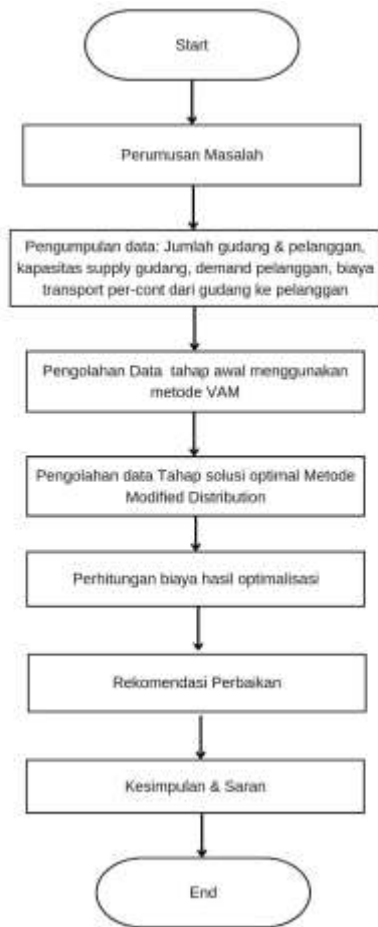 Start
Perumusan Masalah
Pengumpulan data: Jumlah gudang & pelanggan,
kapasitas supply gudang, demand pelanggan, biaya
transport per-cont dari gudang ke pelanggan
Pengolahan Data tahap awal menggunakan
metode VAM
Pengolahan data Tahap solusi optimal Metode
Modified Distribution
Perhitungan biaya hasil optimalisasi
Rekomendasi Perbaikan
Kesimpulan & Saran
End